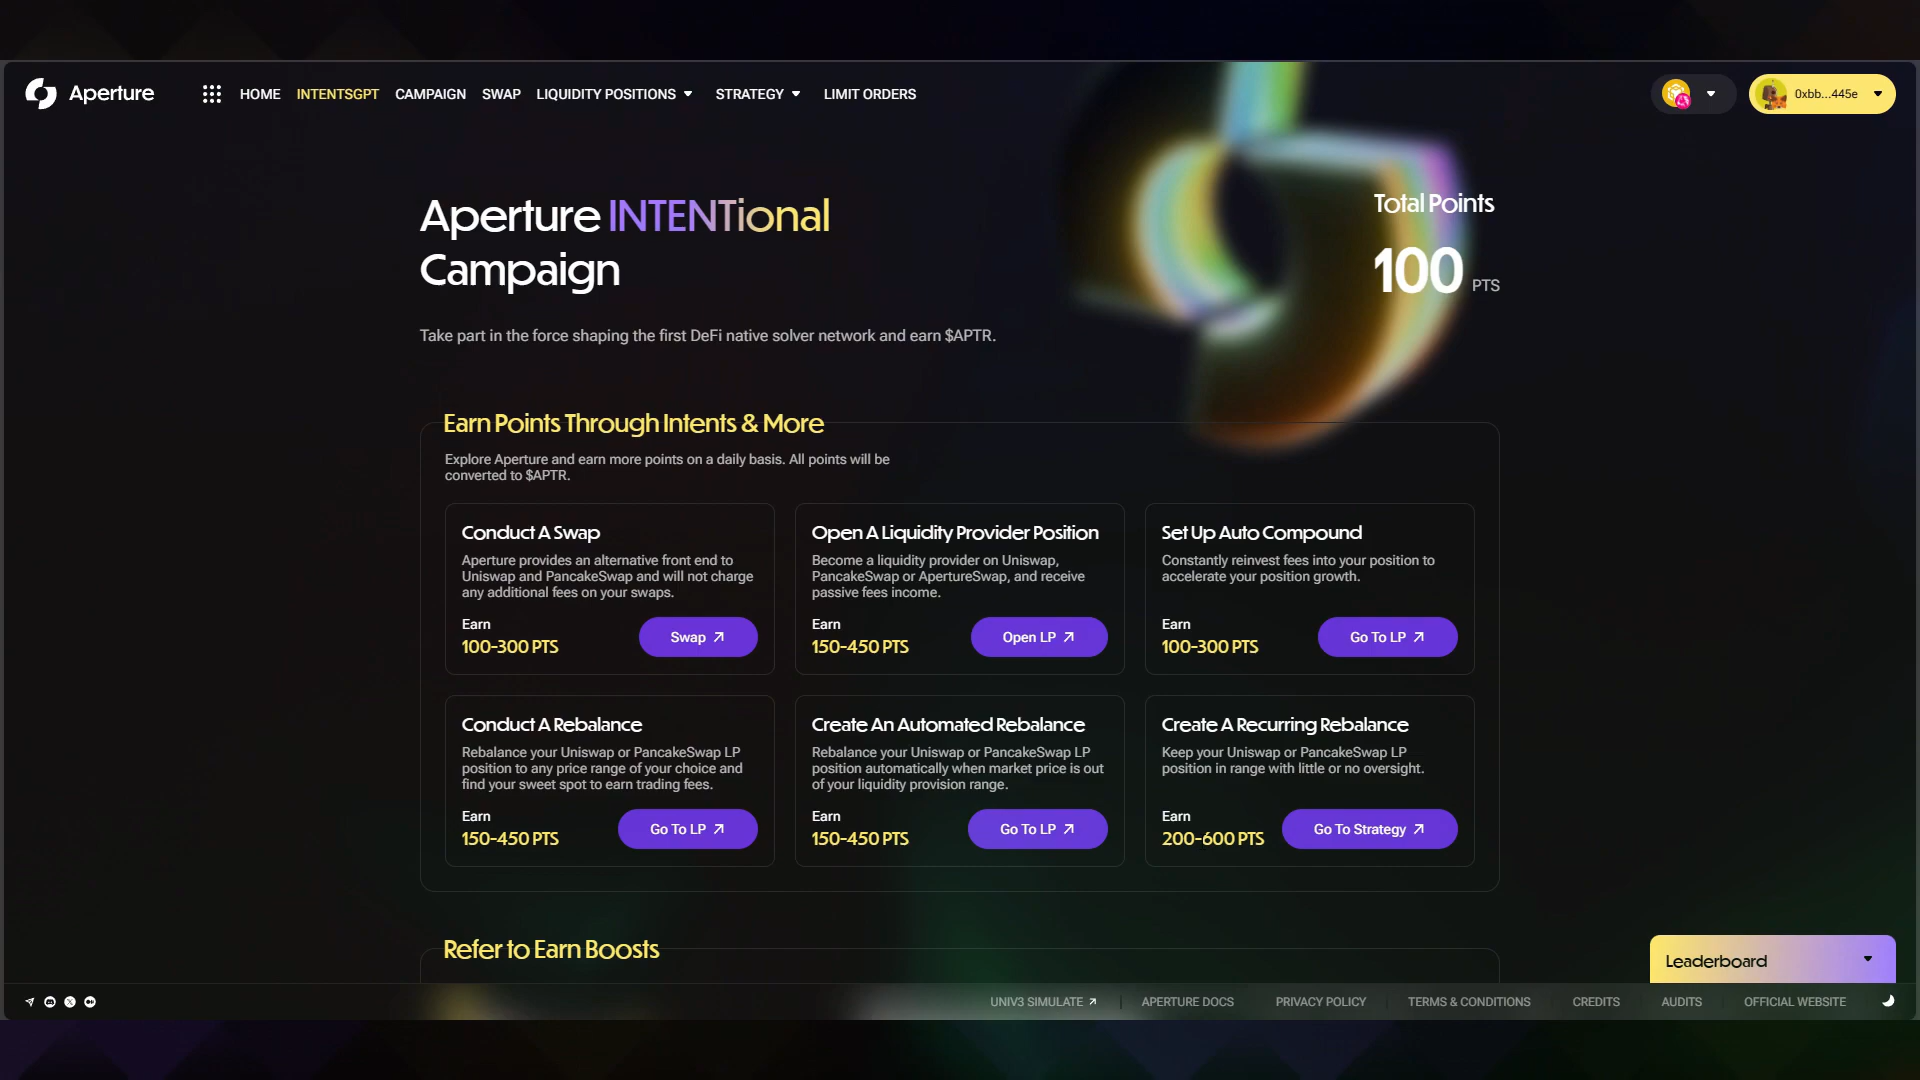 Aperture
HOME
INTENTSGPT
CAMPAIGN
SWAP
LIQUIDITY POSITIONS
STRATEGY
LIMIT ORDERS
0xbb...445e
Aperture INTENTional
Campaign
Total Points
100 PTS
Take part in the force shaping the first DeFi native solver network and earn $APTR.
Earn Points Through Intents & More
Explore Aperture and earn more points on a daily basis. All points will be
converted to $APTR.
Conduct A Swap
Aperture provides an alternative front end to
Uniswap and PancakeSwap and will not charge
any additional fees on your swaps.
Earn
100-300 PTS
Swap
Open A Liquidity Provider Position
Become a liquidity provider on Uniswap,
PancakeSwap or ApertureSwap, and receive
passive fees income.
Earn
150-450 PTS
Open LP
Set Up Auto Compound
Constantly reinvest fees into your position to
accelerate your position growth.
Earn
100-300 PTS
Go To LP
Conduct A Rebalance
Rebalance your Uniswap or PancakeSwap LP
position to any price range of your choice and
find your sweet spot to earn trading fees.
Earn
150-450 PTS
Go To LP
Create An Automated Rebalance
Rebalance your Uniswap or PancakeSwap LP
position automatically when market price is out
of your liquidity provision range.
Earn
150-450 PTS
Go To LP
Create A Recurring Rebalance
Keep your Uniswap or PancakeSwap LP
position in range with little or no oversight.
Earn
200-600 PTS
Go To Strategy
Refer to Earn Boosts
Leaderboard
UNIV3 SIMULATE
APERTURE DOCS
PRIVACY POLICY
TERMS & CONDITIONS
CREDITS
AUDITS
OFFICIAL WEBSITE